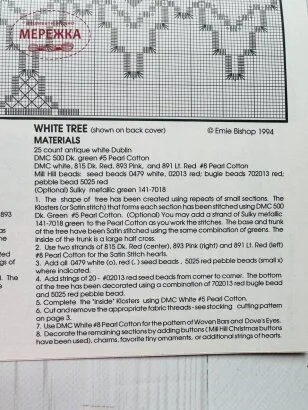 МЕРЕЖКА
WHITE TREE (shown on back cover) © Ernie Bishop 1994
MATERIALS
25 count antique white Dublin
DMC 500 Dk. green #5 Pearl Cotton
DMC white, 815 Dk. Red, 893 Pink, and 891 Lt. Red #8 Pearl Cotton
Mill Hill beads: seed beads 0479 white, 02013 red; bugle beads 702013 red;
pebble bead 5025 red
(Optional) Sulky metallic green 141-7018
1. The shape of tree has been created using repeats of small sections. The
Klosters (or Satin stitch) that form each section has been stitched using DMC 500
Dk. Green #5 Pearl Cotton. (Optional) You may add a strand of Sulky metallic
141-7018 green to the Pearl Cotton as you work the stitches. The base and trunk
of the tree have been Satin stitched using the same combination of greens. The
inside of the trunk is a large half cross.
2. Use two strands of 815 Dk. Red (center), 893 Pink (right) and 891 Lt. Red (left)
#8 Pearl Cotton for the Satin Stitch hearts.
3. Add all 0479 white (o), red (.) seed beads, 5025 red pebble beads (small x)
where indicated.
4. Add strings of 20 - #02013 red seed beads from corner to corner. The bottom
of the tree has been decorated using a combination of 702013 red bugle bead
and 5025 red pebble bead.
5. Complete the "inside" Klosters using DMC White #5 Pearl Cotton.
6. Cut and remove the appropriate fabric threads - see stocking cutting pattern
on page 3.
7. Use DMC White #8 Pearl Cotton for the pattern of Woven Bars and Dove's Eyes.
8. Decorate the remaining sections by adding buttons (Mill Hill Christmas buttons
have been used), charms, favorite tiny ornaments, or additional strings of hearts.
893
ted
gs of
The